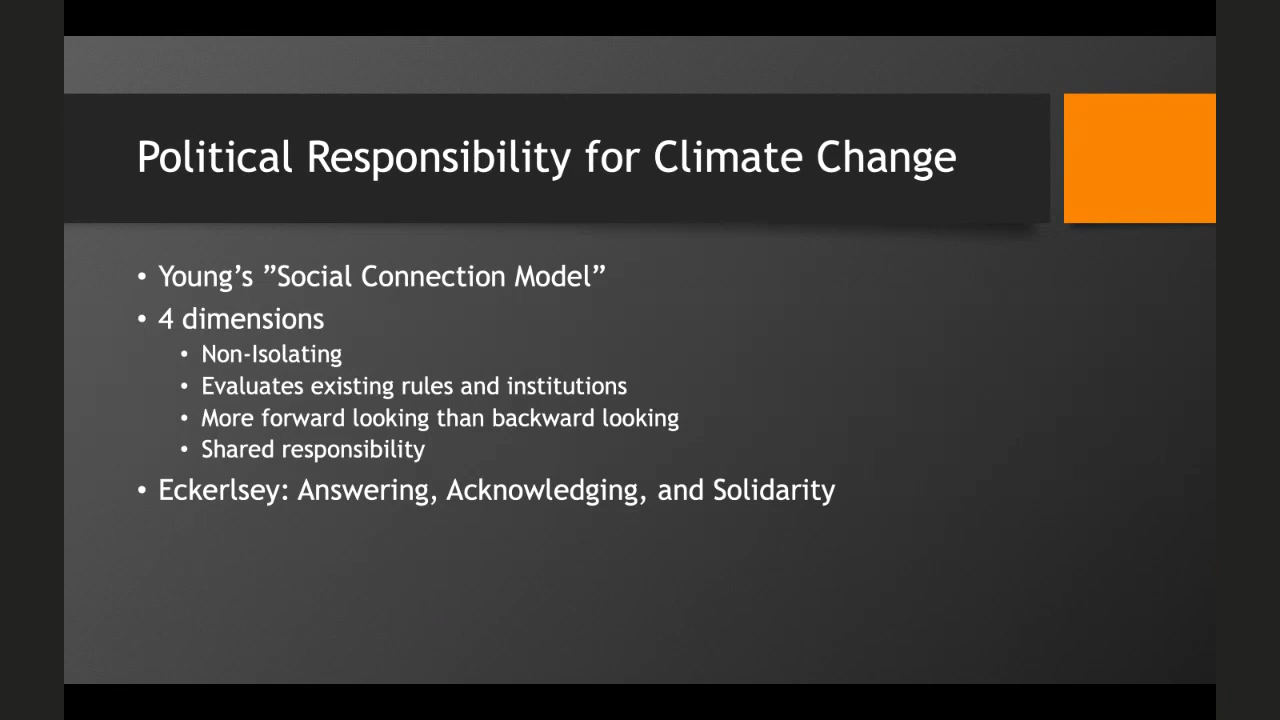 Political Responsibility for Climate Change
• Young’s ”Social Connection Model”
• 4 dimensions
• Non-Isolating
• Evaluates existing rules and institutions
• More forward looking than backward looking
• Shared responsibility
• Eckerlsey: Answering, Acknowledging, and Solidarity